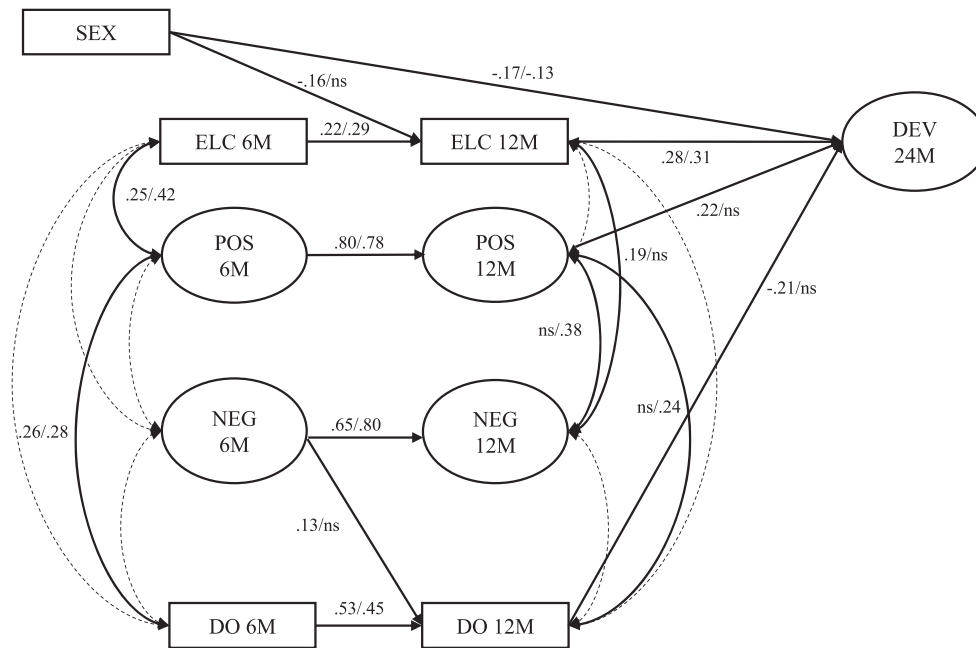 SEX
-.16/ns
-.17/-.13
ELC 6M
.22/.29
ELC 12M
.28/.31
DEV
24M
.25/.42
.22/ns
POS
6M
.80/.78
POS
12M
.19/ns
-.21/ns
ns/.38
NEG
6M
.65/.80
NEG
12M
ns/.24
.26/.28
.13/ns
DO 6M
.53/.45
DO 12M